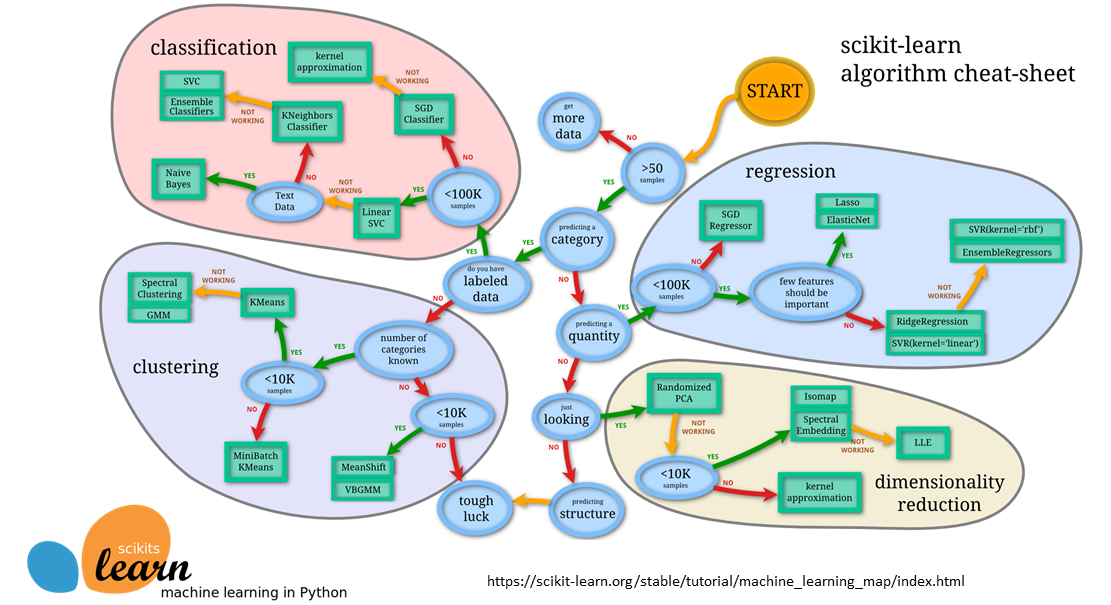 scikit-learn
algorithm cheat-sheet
START
classification
kernel
approximation
NOT
WORKING
SVC
Ensemble
Classifiers
NOT
WORKING
KNeighbors
Classifier
SGD
Classifier
NO
Naive
Bayes
YES
Text
Data
NO
NOT
WORKING
Linear
SVC
YES
<100K
samples
YES
get
more
data
NO
>50
samples
YES
predicting a
category
YES
NO
do you have
labeled
data
NO
predicting a
quantity
YES
NO
just
looking
YES
NO
predicting
structure
tough
luck
regression
SGD
Regressor
NO
<100K
samples
YES
Lasso
ElasticNet
YES
few features
should be
important
NO
SVR(kernel='rbf')
EnsembleRegressors
NOT
WORKING
RidgeRegression
SVR(kernel='linear')
clustering
Spectral
Clustering
GMM
NOT
WORKING
KMeans
YES
<10K
samples
NO
MiniBatch
KMeans
YES
number of
categories
known
NO
<10K
samples
YES
NO
MeanShift
VBGMM
Randomized
PCA
NOT
WORKING
<10K
samples
YES
NO
Isomap
Spectral
Embedding
NOT
WORKING
LLE
kernel
approximation
dimensionality
reduction
scikits
learn
machine learning in Python
https://scikit-learn.org/stable/tutorial/machine_learning_map/index.html